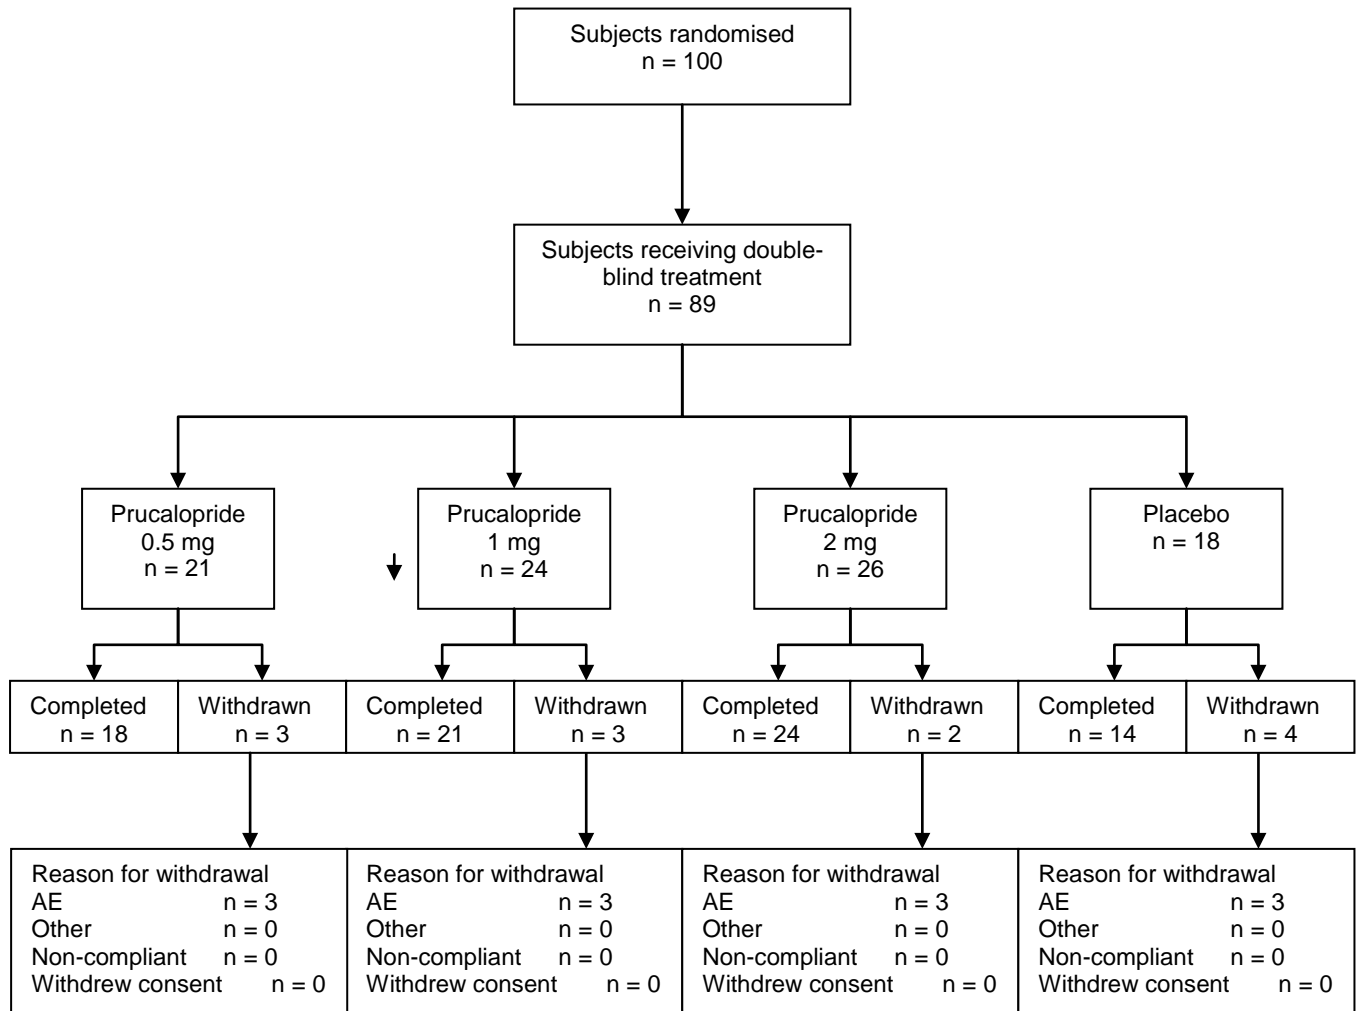 Subjects randomised
n = 100
Subjects receiving double-
blind treatment
n = 89
Prucalopride
0.5 mg
n = 21
Prucalopride
1 mg
n = 24
Prucalopride
2 mg
n = 26
Placebo
n = 18
Completed
n = 18
Withdrawn
n = 3
Completed
n = 21
Withdrawn
n = 3
Completed
n = 24
Withdrawn
n = 2
Completed
n = 14
Withdrawn
n = 4
Reason for withdrawal
AE n = 3
Other n = 0
Non-compliant n = 0
Withdrew consent n = 0
Reason for withdrawal
AE n = 3
Other n = 0
Non-compliant n = 0
Withdrew consent n = 0
Reason for withdrawal
AE n = 3
Other n = 0
Non-compliant n = 0
Withdrew consent n = 0
Reason for withdrawal
AE n = 3
Other n = 0
Non-compliant n = 0
Withdrew consent n = 0